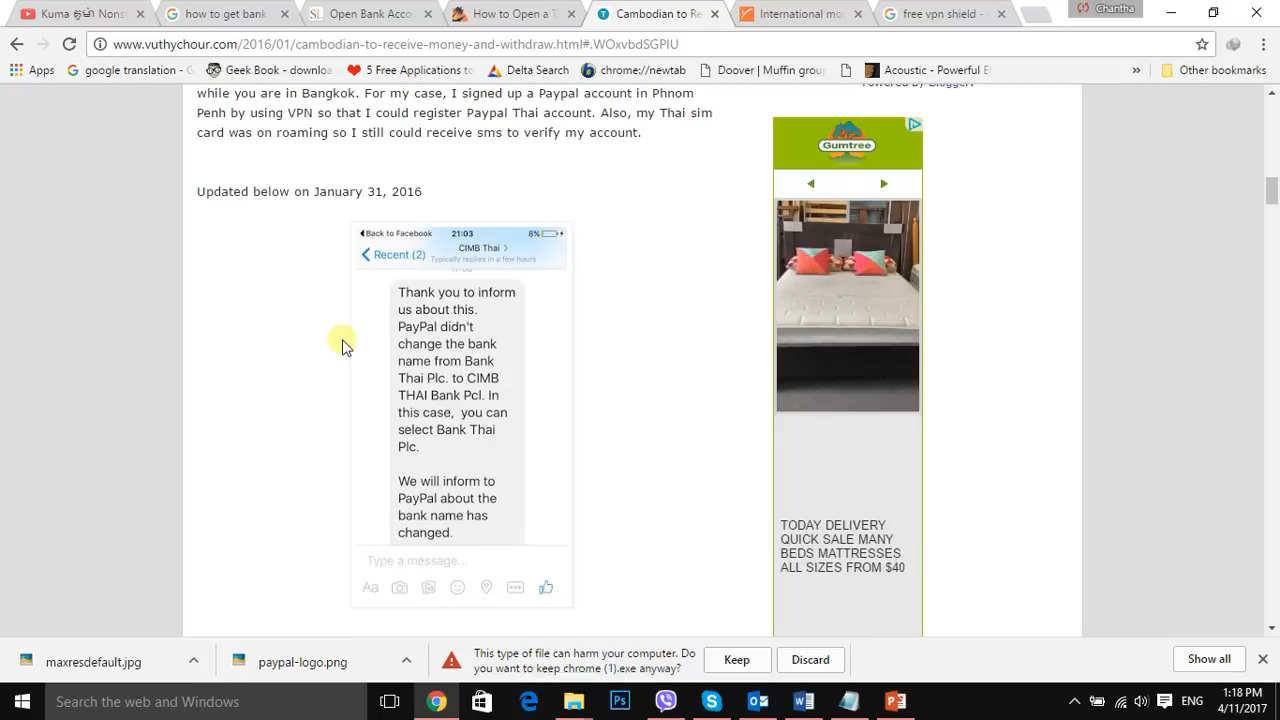 Kuma
Nonst
how to get bank
Open Bank Acco
How to Open a T
Cambodian to Re
International mo
free vpn shield -
Chantha
www.vuthychour.com/2016/01/cambodian-to-receive-money-and-withdraw.html#.WOxvbdSGPIU
Apps
google translation -
Geek Book - downloa
5 Free Applications to
Delta Search
chrome://newtab
Doover | Muffin group
Acoustic - Powerful El
»
Other bookmarks
while you are in Bangkok. For my case, I signed up a Paypal account in Phnom
Penh by using VPN so that I could register Paypal Thai account. Also, my Thai sim
card was on roaming so I still could receive sms to verify my account.
Powered by Blogger.
Updated below on January 31, 2016
Back to Facebook 21:03 8%
Recent (2) CIMB Thai >
Typically replies in a few hours
Thank you to inform
us about this.
PayPal didn't
change the bank
name from Bank
Thai Plc. to CIMB
THAI Bank Pcl. In
this case, you can
select Bank Thai
Plc.
We will inform to
PayPal about the
bank name has
changed.
Type a message...
Aa
Gumtree
TODAY DELIVERY
QUICK SALE MANY
BEDS MATTRESSES
ALL SIZES FROM $40
maxresdefault.jpg
paypal-logo.png
This type of file can harm your computer. Do
you want to keep chrome (1).exe anyway?
Keep
Discard
Show all
Search the web and Windows
ENG
1:18 PM
4/11/2017